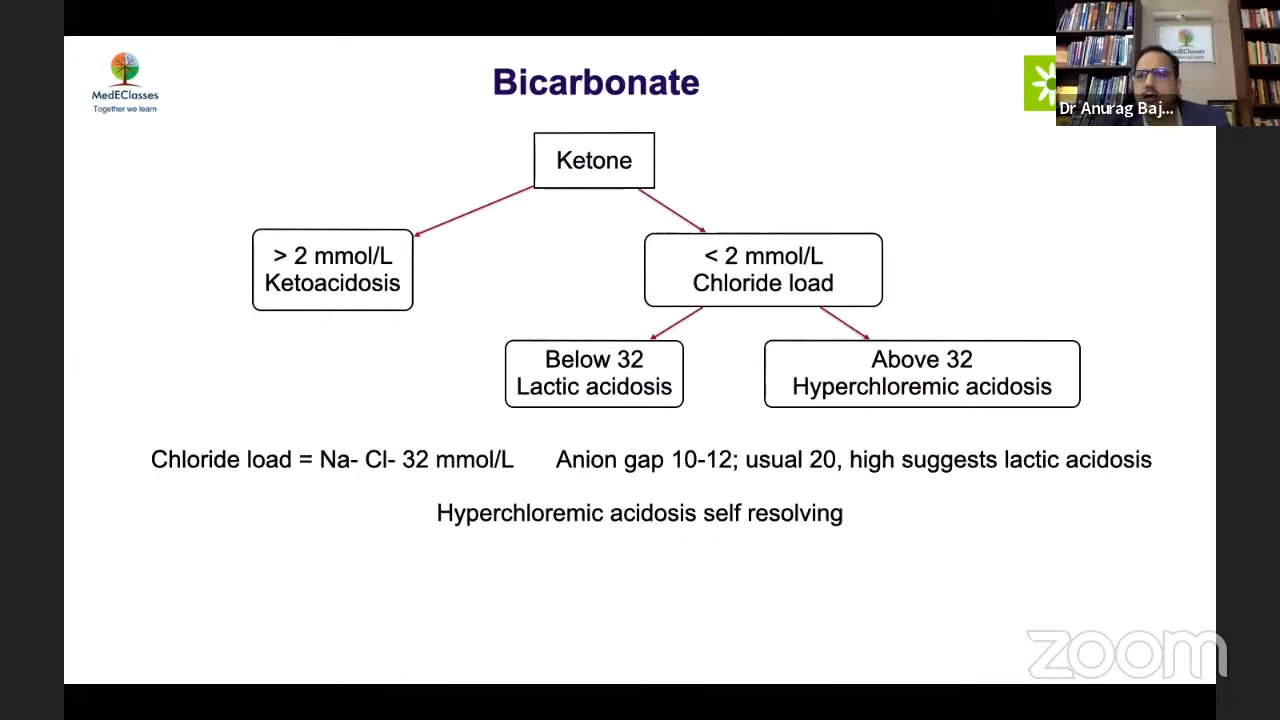 MedEClasses
Together we learn
Bicarbonate
Dr Anurag Baj...
Ketone
> 2 mmol/L
Ketoacidosis
< 2 mmol/L
Chloride load
Below 32
Lactic acidosis
Above 32
Hyperchloremic acidosis
Chloride load = Na- Cl- 32 mmol/L
Anion gap 10-12; usual 20, high suggests lactic acidosis
Hyperchloremic acidosis self resolving
zoom